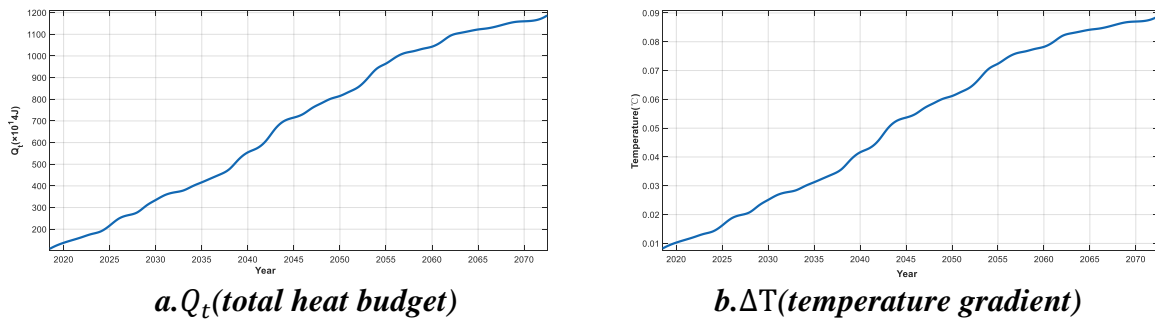 1200
1100
1000
900
800
700
600
500
400
300
200
Q_t(×10^14J)
2020 2025 2030 2035 2040 2045 2050 2055 2060 2065 2070
Year
a.Q_t(total heat budget)
0.09
0.08
0.07
0.06
0.05
0.04
0.03
0.02
0.01
Temperature(℃)
2020 2025 2030 2035 2040 2045 2050 2055 2060 2065 2070
Year
b.ΔT(temperature gradient)